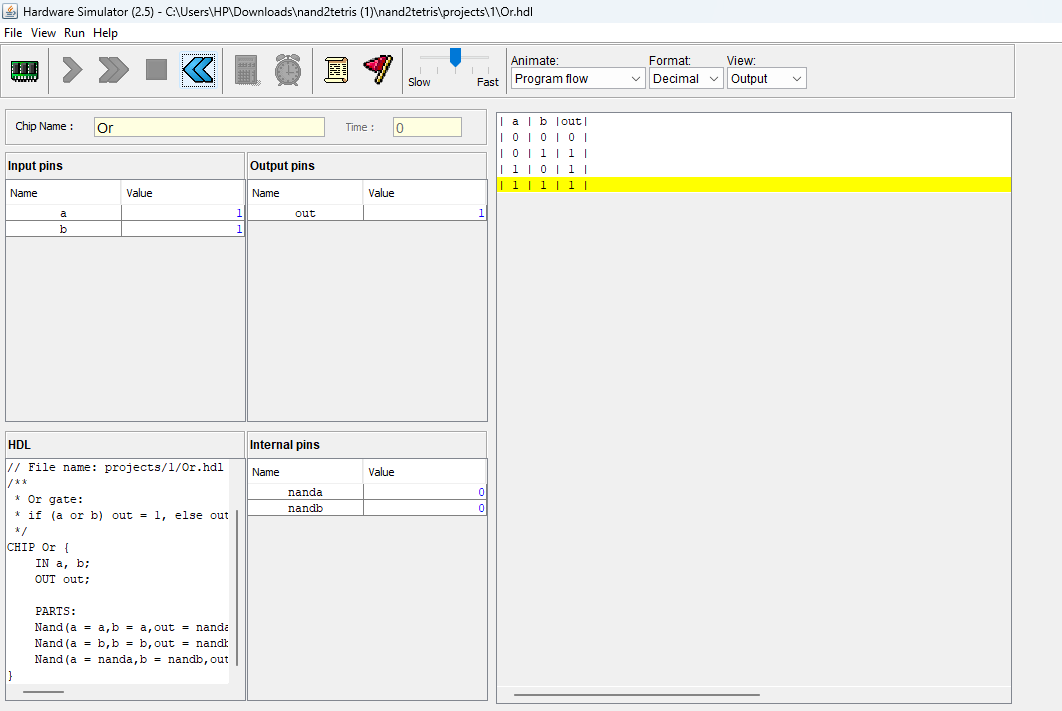 Hardware Simulator (2.5) - C:\Users\HP\Downloads\nand2tetris (1)\nand2tetris\projects\1\Or.hdl
File View Run Help
Slow Fast
Animate: Format: View:
Program flow Decimal Output
Chip Name : Or Time : 0
Input pins
Name Value
a 1
b 1
Output pins
Name Value
out 1
HDL
// File name: projects/1/Or.hdl
/**
* Or gate:
* if (a or b) out = 1, else out
*/
CHIP Or {
IN a, b;
OUT out;
PARTS:
Nand(a = a,b = a,out = nanda
Nand(a = b,b = b,out = nandb
Nand(a = nanda,b = nandb,out
}
Internal pins
Name Value
nanda 0
nandb 0
| a | b |out|
| 0 | 0 | 0 |
| 0 | 1 | 1 |
| 1 | 0 | 1 |
| 1 | 1 | 1 |